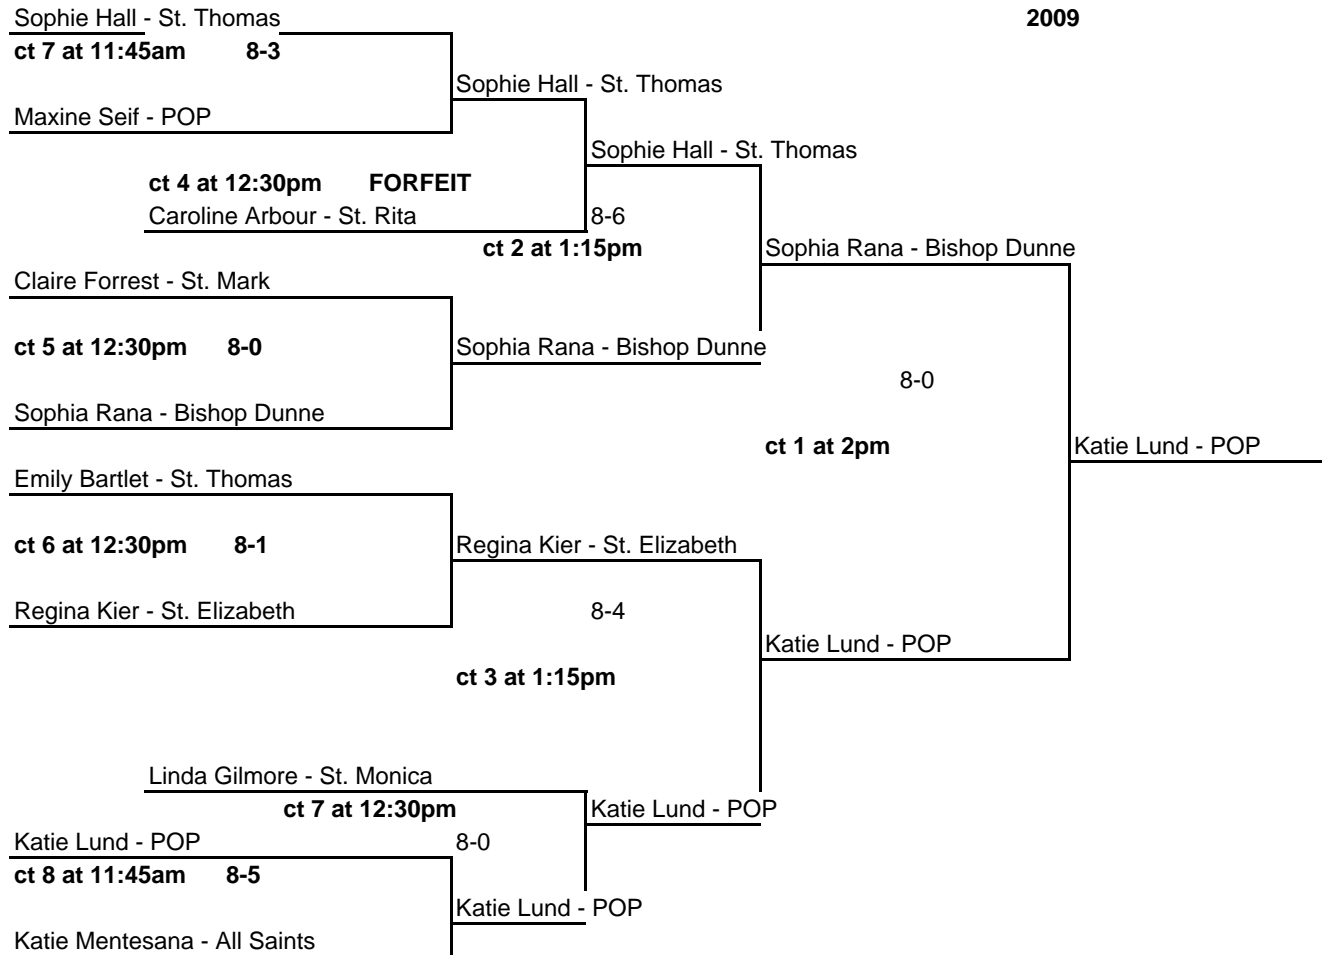 Sophie Hall - St. Thomas
2009
ct 7 at 11:45am 8-3
Sophie Hall - St. Thomas
Maxine Seif - POP
Sophie Hall - St. Thomas
ct 4 at 12:30pm FORFEIT
Caroline Arbour - St. Rita 8-6
ct 2 at 1:15pm Sophia Rana - Bishop Dunne
Claire Forrest - St. Mark
ct 5 at 12:30pm 8-0 Sophia Rana - Bishop Dunne
8-0
Sophia Rana - Bishop Dunne
ct 1 at 2pm Katie Lund - POP
Emily Bartlet - St. Thomas
ct 6 at 12:30pm 8-1 Regina Kier - St. Elizabeth
Regina Kier - St. Elizabeth 8-4
Katie Lund - POP
ct 3 at 1:15pm
Linda Gilmore - St. Monica
ct 7 at 12:30pm Katie Lund - POP
Katie Lund - POP 8-0
ct 8 at 11:45am 8-5
Katie Lund - POP
Katie Mentesana - All Saints